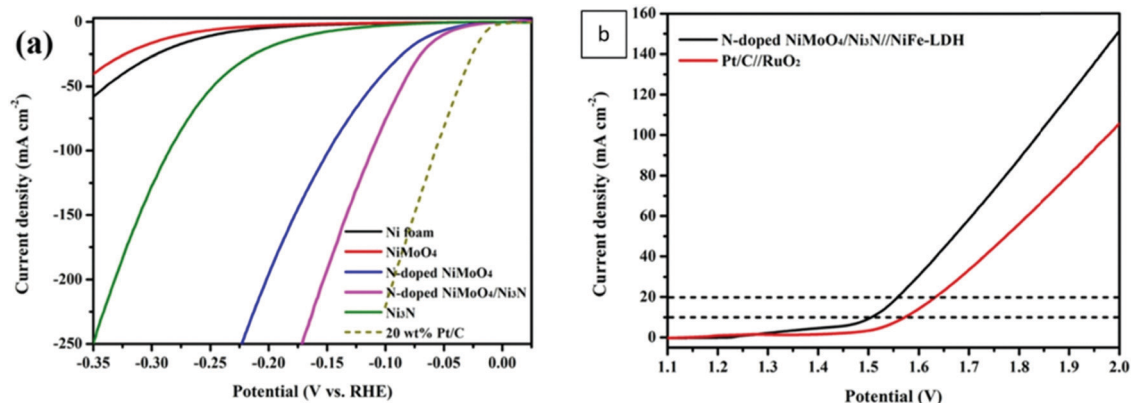 (a)
0
-50
-100
-150
-200
-250
Current density (mA cm⁻²)
Ni foam
NiMoO₄
N-doped NiMoO₄
N-doped NiMoO₄/Ni₃N
Ni₃N
20 wt% Pt/C
-0.35 -0.30 -0.25 -0.20 -0.15 -0.10 -0.05 0.00
Potential (V vs. RHE)
b
160
140
120
100
80
60
40
20
0
Current density (mA cm⁻²)
N-doped NiMoO₄/Ni₃N//NiFe-LDH
Pt/C//RuO₂
1.1 1.2 1.3 1.4 1.5 1.6 1.7 1.8 1.9 2.0
Potential (V)